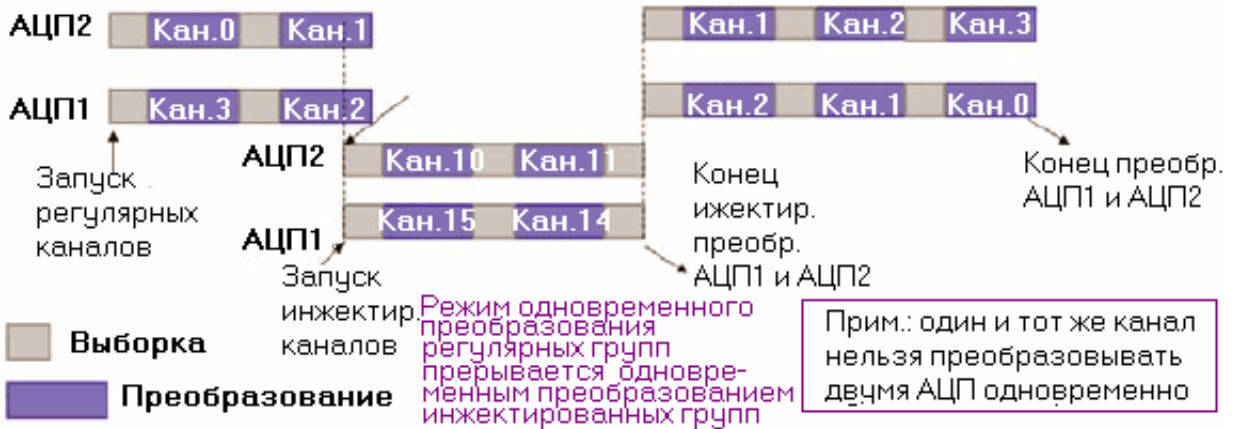 АЦП2 Кан.0 Кан.1 Кан.1 Кан.2 Кан.3
АЦП1 Кан.3 Кан.2 Кан.2 Кан.1 Кан.0
АЦП2 Кан.10 Кан.11
АЦП1 Кан.15 Кан.14
Запуск
регулярных
каналов
Запуск
инжектир.
каналов
Конец
ижектир.
преобр.
АЦП1 и АЦП2
Конец преобр.
АЦП1 и АЦП2
Выборка
Преобразование
Режим одновременного
преобразования
регулярных групп
прерывается одновре-
менным преобразованием
инжектированных групп
Прим.: один и тот же канал
нельзя преобразовывать
двумя АЦП одновременно